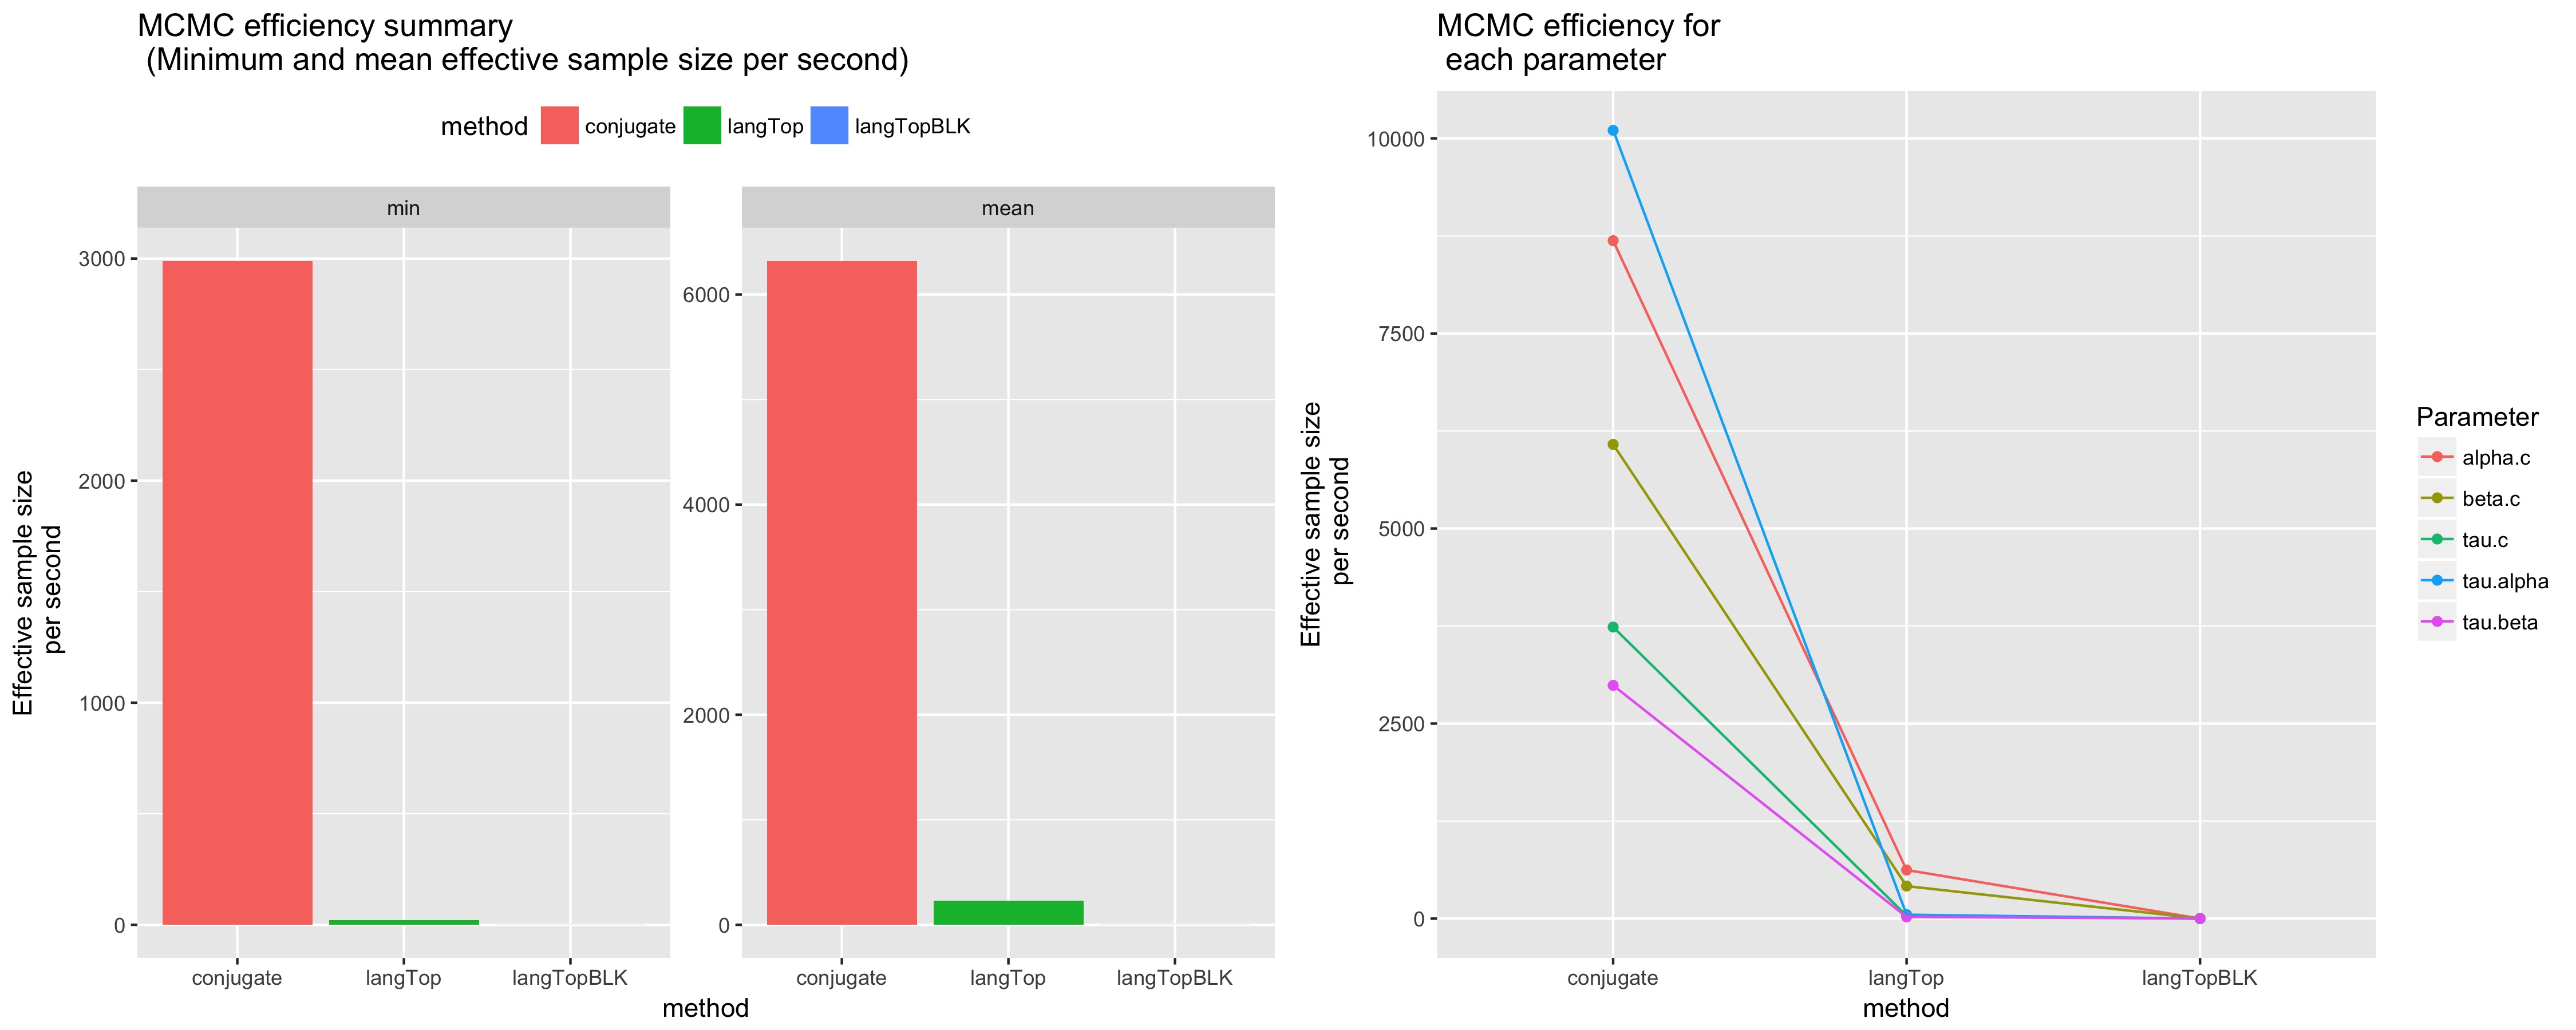 MCMC efficiency summary
(Minimum and mean effective sample size per second)
method conjugate langTop langTopBLK
min
mean
3000
2000
1000
0
6000
4000
2000
0
Effective sample size
per second
conjugate langTop langTopBLK
conjugate langTop langTopBLK
method
MCMC efficiency for
each parameter
10000
7500
5000
2500
0
Effective sample size
per second
conjugate langTop langTopBLK
method
Parameter
alpha.c
beta.c
tau.c
tau.alpha
tau.beta